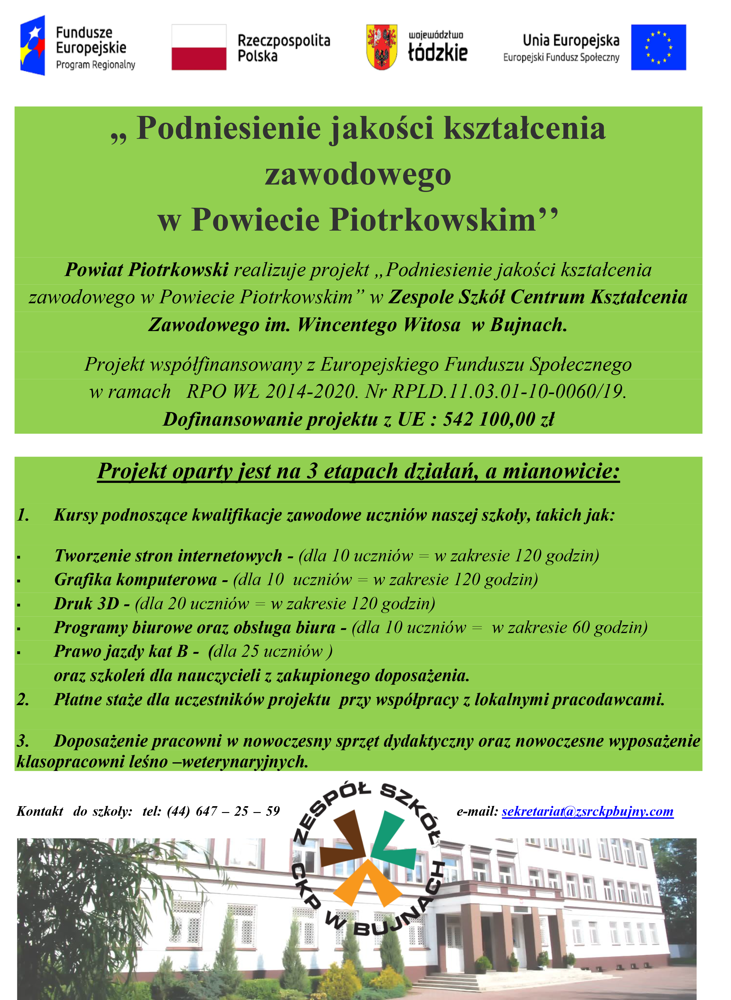 Fundusze
Europejskie
Program Regionalny
Rzeczpospolita
Polska
województwo
łódzkie
Unia Europejska
Europejski Fundusz Społeczny
„ Podniesienie jakości kształcenia
zawodowego
w Powiecie Piotrkowskim’’
Powiat Piotrkowski realizuje projekt „Podniesienie jakości kształcenia
zawodowego w Powiecie Piotrkowskim” w Zespole Szkół Centrum Kształcenia
Zawodowego im. Wincentego Witosa w Bujnach.
Projekt współfinansowany z Europejskiego Funduszu Społecznego
w ramach RPO WŁ 2014-2020. Nr RPLD.11.03.01-10-0060/19.
Dofinansowanie projektu z UE : 542 100,00 zł
Projekt oparty jest na 3 etapach działań, a mianowicie:
1. Kursy podnoszące kwalifikacje zawodowe uczniów naszej szkoły, takich jak:
▪ Tworzenie stron internetowych - (dla 10 uczniów = w zakresie 120 godzin)
▪ Grafika komputerowa - (dla 10 uczniów = w zakresie 120 godzin)
▪ Druk 3D - (dla 20 uczniów = w zakresie 120 godzin)
▪ Programy biurowe oraz obsługa biura - (dla 10 uczniów = w zakresie 60 godzin)
▪ Prawo jazdy kat B - (dla 25 uczniów )
oraz szkoleń dla nauczycieli z zakupionego doposażenia.
2. Płatne staże dla uczestników projektu przy współpracy z lokalnymi pracodawcami.
3. Doposażenie pracowni w nowoczesny sprzęt dydaktyczny oraz nowoczesne wyposażenie
klasopracowni leśno –weterynaryjnych.
Kontakt do szkoły: tel: (44) 647 – 25 – 59
e-mail: sekretariat@zsrckpbujny.com
ZESPÓŁ SZKÓŁ
CKP W BUJNACH